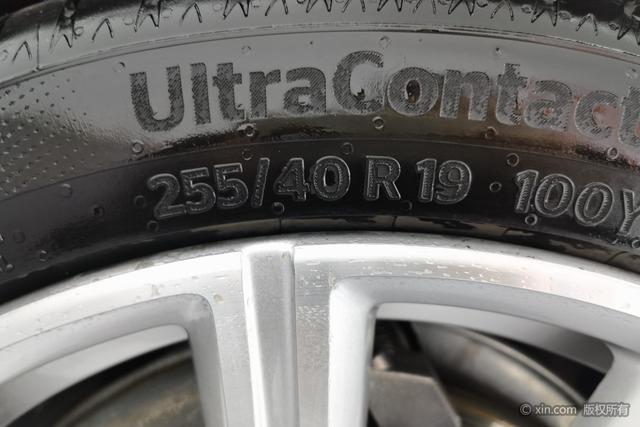 UltraContact
255/40 R 19 100Y
© xin.com 版权所有